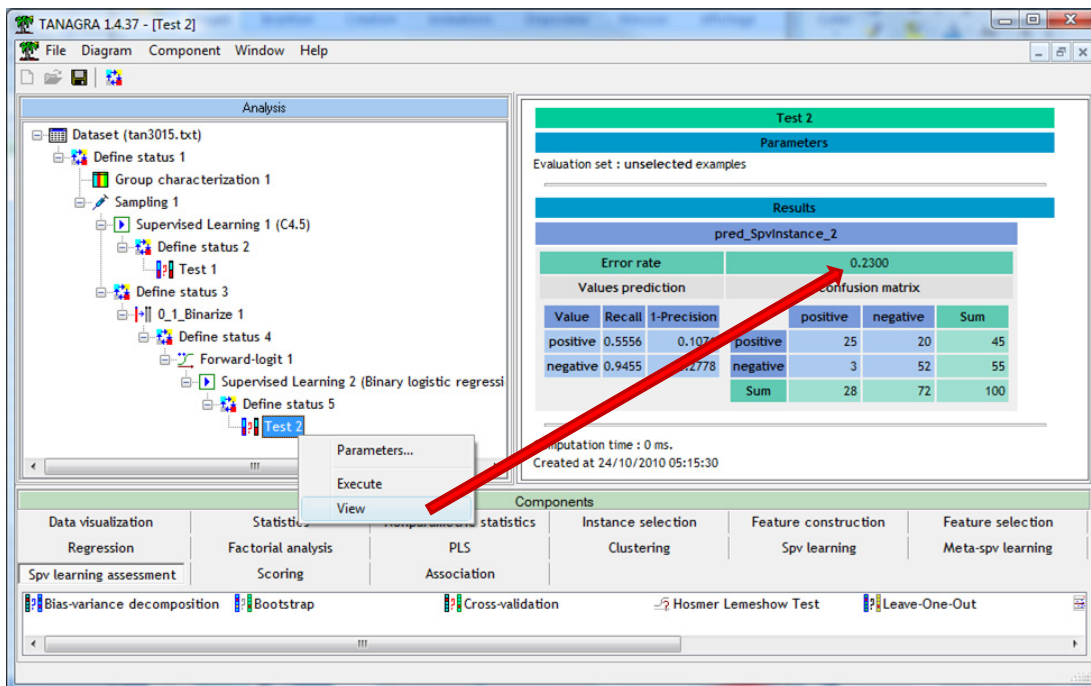 TANAGRA 1.4.37 - [Test 2]
File Diagram Component Window Help
Analysis
Dataset (tan3015.txt)
Define status 1
Group characterization 1
Sampling 1
Supervised Learning 1 (C4.5)
Define status 2
Test 1
Define status 3
0_1_Binarize 1
Define status 4
Forward-logit 1
Supervised Learning 2 (Binary logistic regressi
Define status 5
Test 2
Parameters...
Execute
View
Test 2
Parameters
Evaluation set : unselected examples
Results
pred_SpvInstance_2
Error rate 0.2300
Values prediction confusion matrix
Value Recall 1-Precision positive negative Sum
positive 0.5556 positive 25 20 45
negative 0.9455 negative 3 52 55
Sum 28 72 100
Computation time : 0 ms.
Created at 24/10/2010 05:15:30
Components
Data visualization Statistics statistics Instance selection Feature construction Feature selection
Regression Factorial analysis PLS Clustering Spv learning Meta-spv learning
Spv learning assessment Scoring Association
Bias-variance decomposition Bootstrap Cross-validation Hosmer Lemeshow Test Leave-One-Out